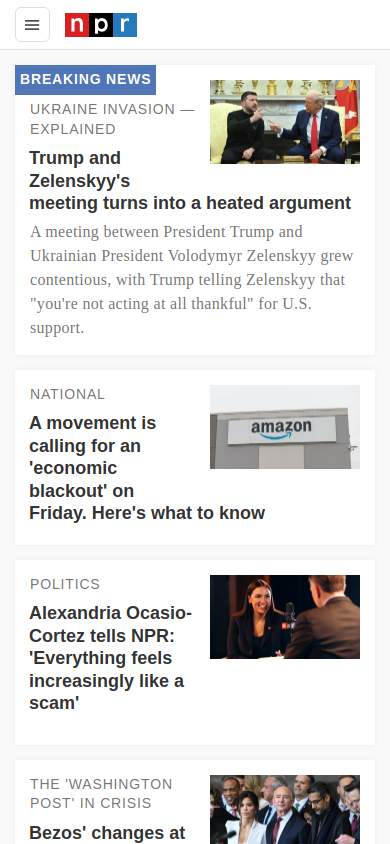 npr
BREAKING NEWS
UKRAINE INVASION —
EXPLAINED
Trump and
Zelenskyy's
meeting turns into a heated argument
A meeting between President Trump and
Ukrainian President Volodymyr Zelenskyy grew
contentious, with Trump telling Zelenskyy that
"you're not acting at all thankful" for U.S.
support.
NATIONAL
A movement is
calling for an
'economic
blackout' on
Friday. Here's what to know
amazon
POLITICS
Alexandria Ocasio-
Cortez tells NPR:
'Everything feels
increasingly like a
scam'
THE 'WASHINGTON
POST' IN CRISIS
Bezos' changes at